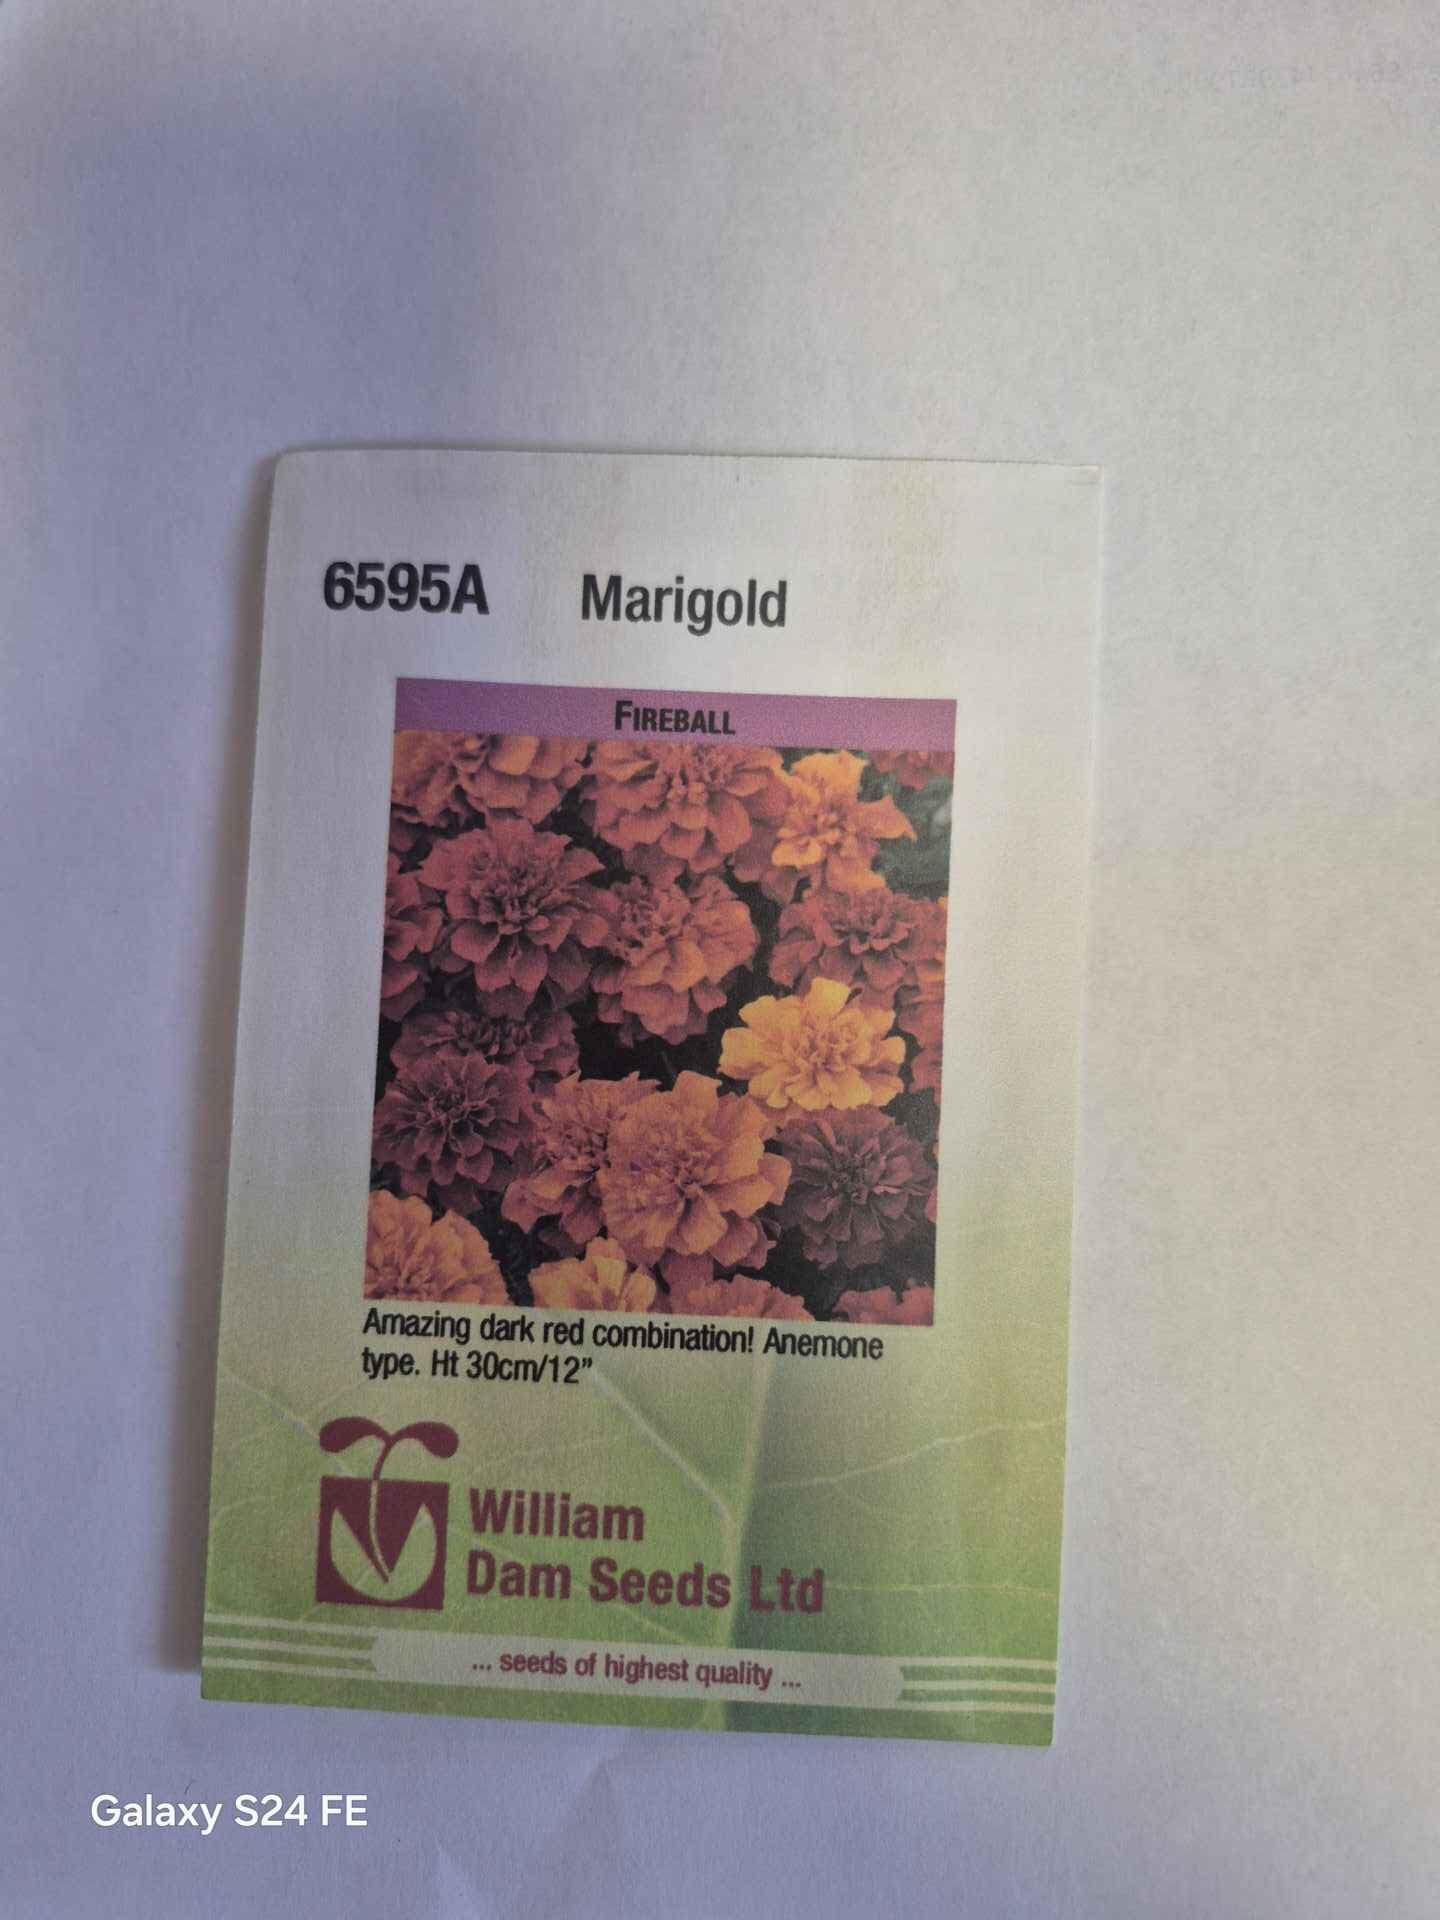 6595A Marigold
FIREBALL
Amazing dark red combination! Anemone
type. Ht 30cm/12”
William
Dam Seeds Ltd
... seeds of highest quality ...
Galaxy S24 FE